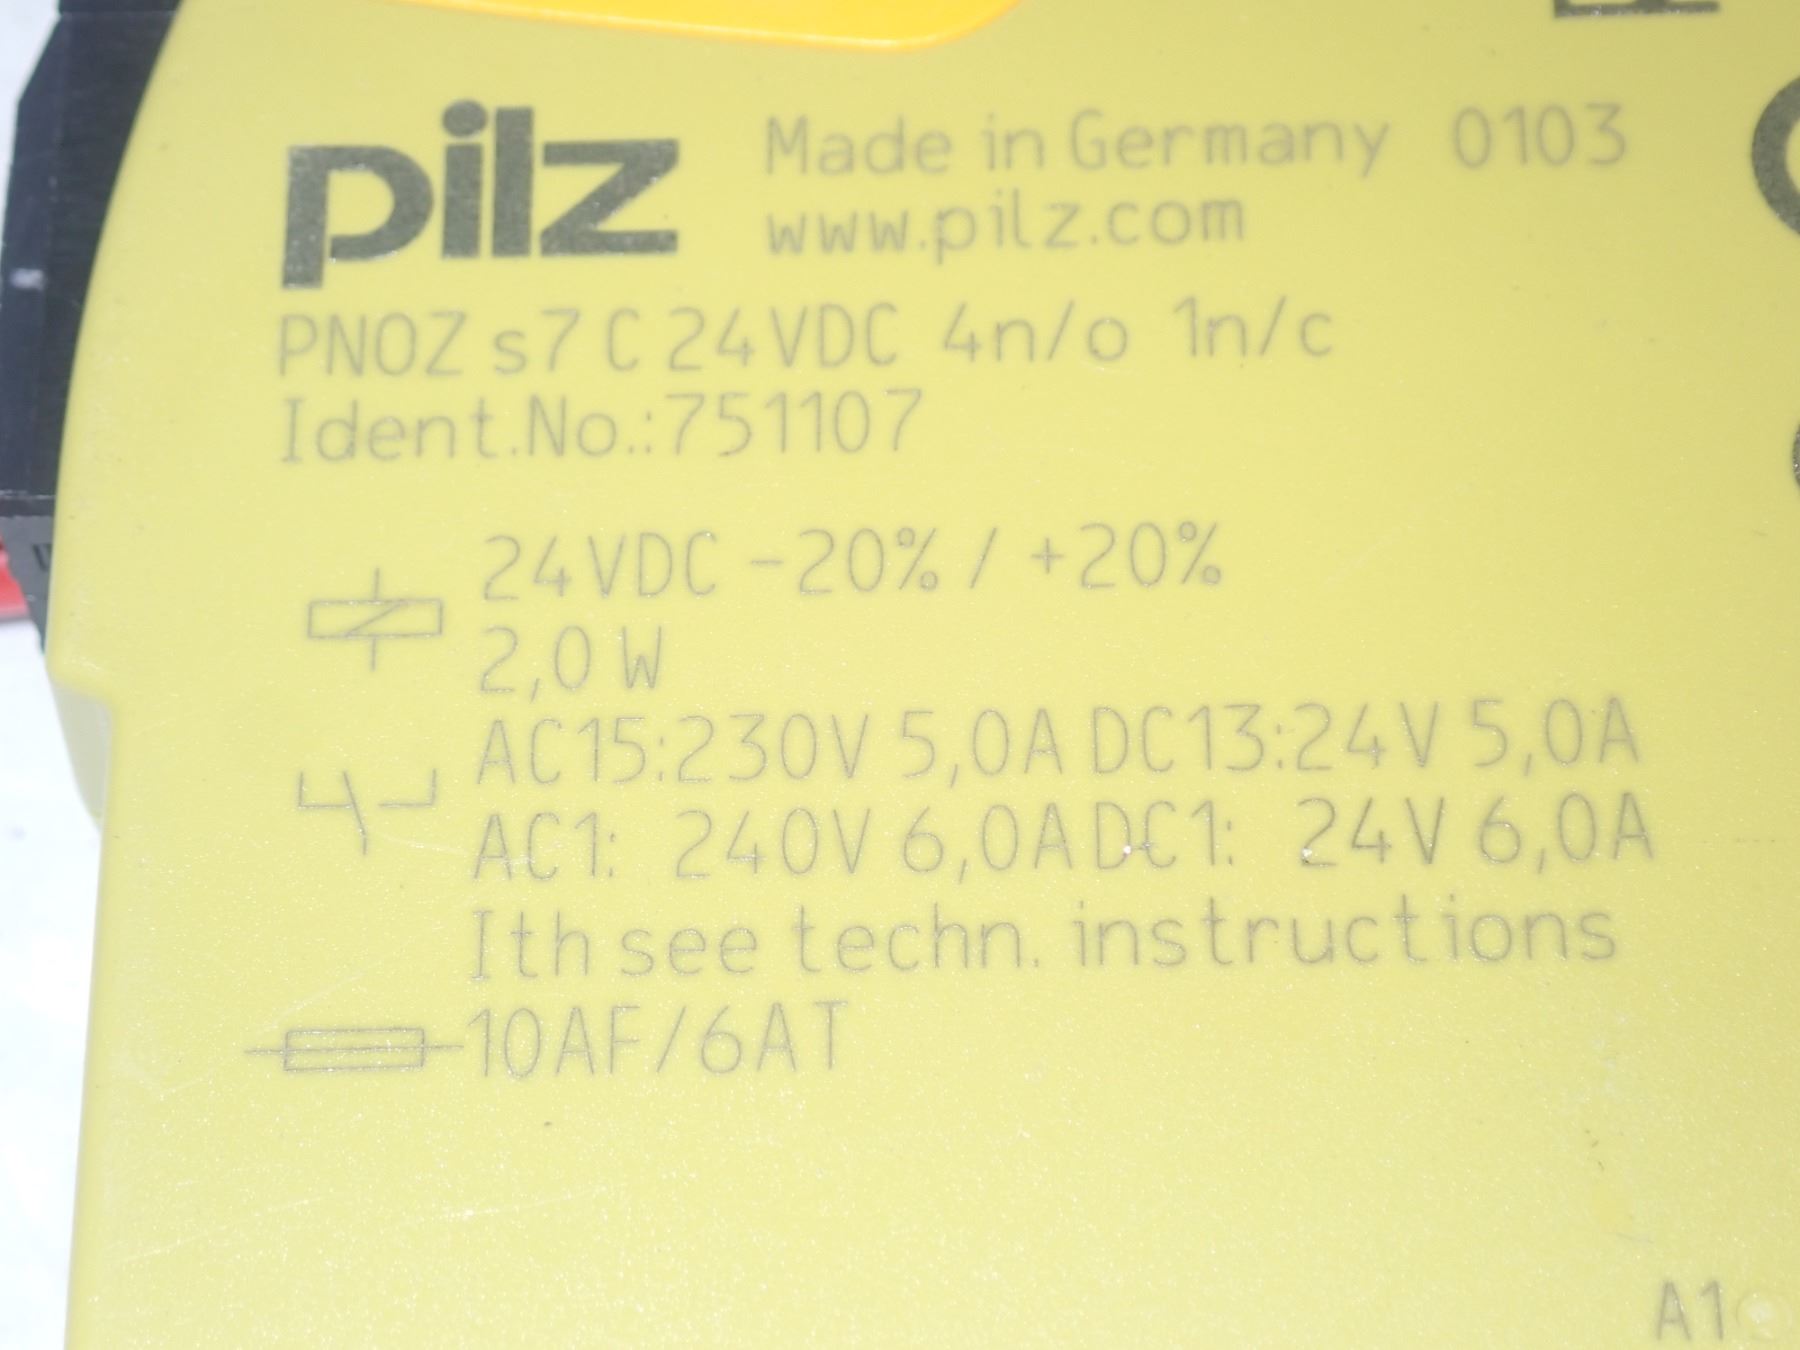 pilz Made in Germany 0103
www.pilz.com
PNOZ s7 C 24VDC 4n/o 1n/c
Ident.No.:751107
24VDC -20% / +20%
2,0 W
AC15:230V 5,0A DC13:24V 5,0A
AC1: 240V 6,0A DC1: 24V 6,0A
Ith see techn. instructions
10AF/6AT
A1